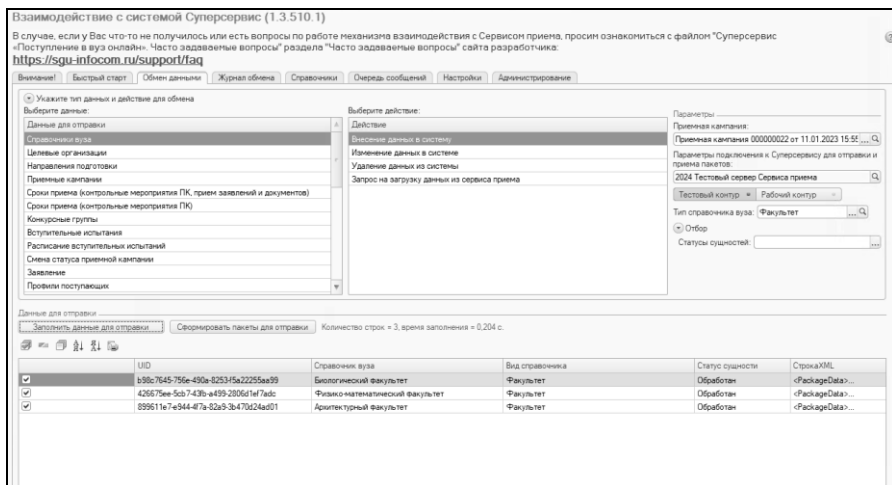 Взаимодействие с системой Суперсервис (1.3.510.1)
В случае, если у Вас что-то не получилось или есть вопросы по работе механизма взаимодействия с Сервисом приема, просим ознакомиться с файлом "Суперсервис
«Поступление в вуз онлайн». Часто задаваемые вопросы" раздела "Часто задаваемые вопросы" сайта разработчика:
https://sgu-infocom.ru/support/faq
Внимание! Быстрый старт Обмен данными Журнал обмена Справочники Очередь сообщений Настройки Администрирование
Укажите тип данных и действие для обмена
Выберите данные:
Данные для отправки
Справочники вуза
Целевые организации
Направления подготовки
Приемные кампании
Сроки приема (контрольные мероприятия ПК, прием заявлений и документов)
Сроки приема (контрольные мероприятия ПК)
Конкурсные группы
Вступительные испытания
Расписание вступительных испытаний
Смена статуса приемной кампании
Заявление
Профили поступающих
Выберите действие:
Действие
Внесение данных в систему
Изменение данных в системе
Удаление данных из системы
Запрос на загрузку данных из сервиса приема
Параметры
Приемная кампания:
Приемная кампания 000000022 от 11.01.2023 15:55 ...
Параметры подключения к Суперсервису для отправки и
приема пакетов:
2024 Тестовый сервер Сервиса приема
Тестовый контур Рабочий контур
Тип справочника вуза: Факультет ...
Отбор
Статусы сущностей: ...
Данные для отправки
Заполнить данные для отправки Сформировать пакеты для отправки Количество строк = 3, время заполнения = 0,204 с.
UID Справочник вуза Вид справочника Статус сущности СтрокаXML
b98c7645-756e-490a-8253-f5a22255aa99 Биологический факультет Факультет Обработан <PackageData>...
426675ee-5cb7-43fb-a499-2806d1ef7adc Физико-математический факультет Факультет Обработан <PackageData>...
899611e7-e944-4f7a-82a9-3b470d24ad01 Архитектурный факультет Факультет Обработан <PackageData>...